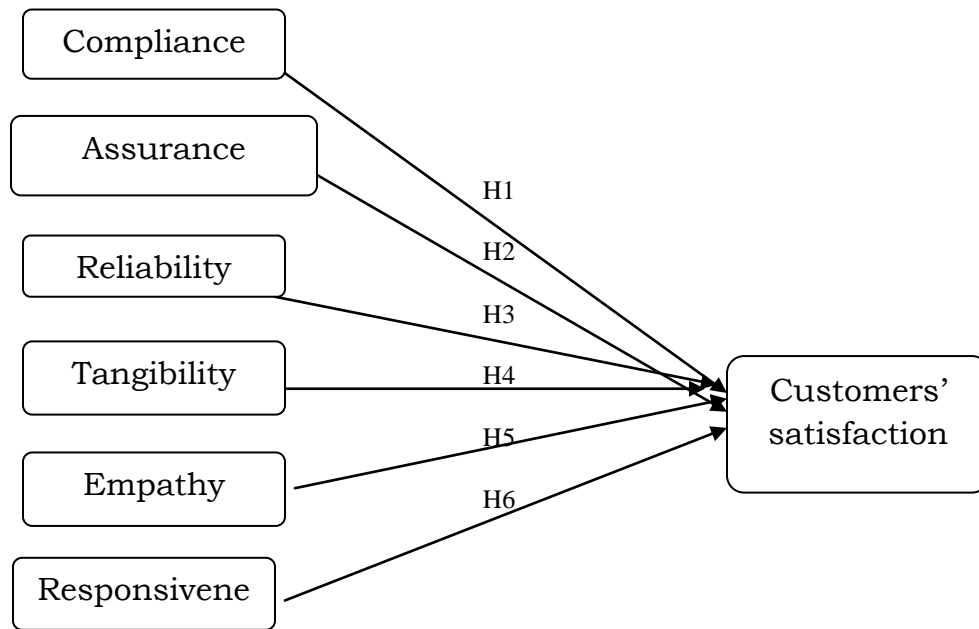 Compliance
Assurance
H1
H2
Reliability
H3
Tangibility
H4
Customers’
satisfaction
H5
Empathy
H6
Responsivene